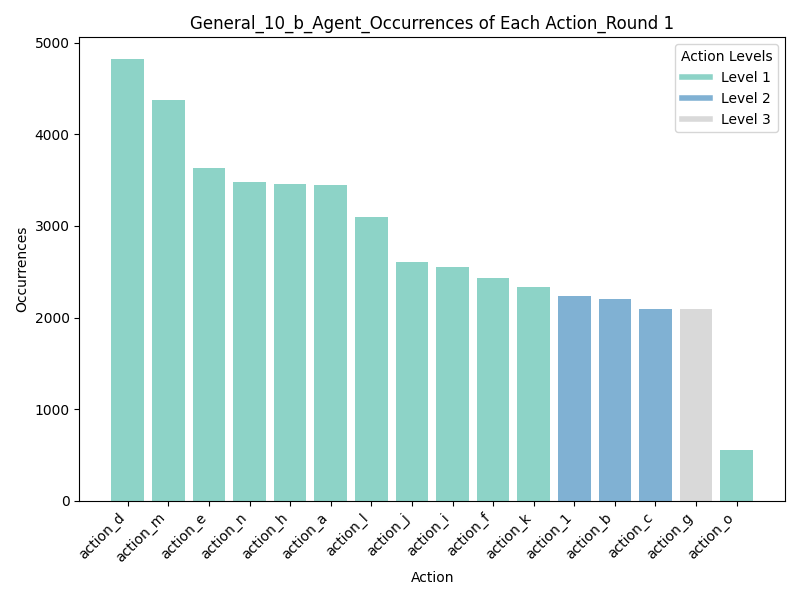 General_10_b_Agent_Occurrences of Each Action_Round 1
Action Levels
Level 1
Level 2
Level 3
Occurrences
5000
4000
3000
2000
1000
0
action_d
action_m
action_e
action_n
action_h
action_a
action_l
action_j
action_i
action_f
action_k
action_1
action_b
action_c
action_g
action_o
Action